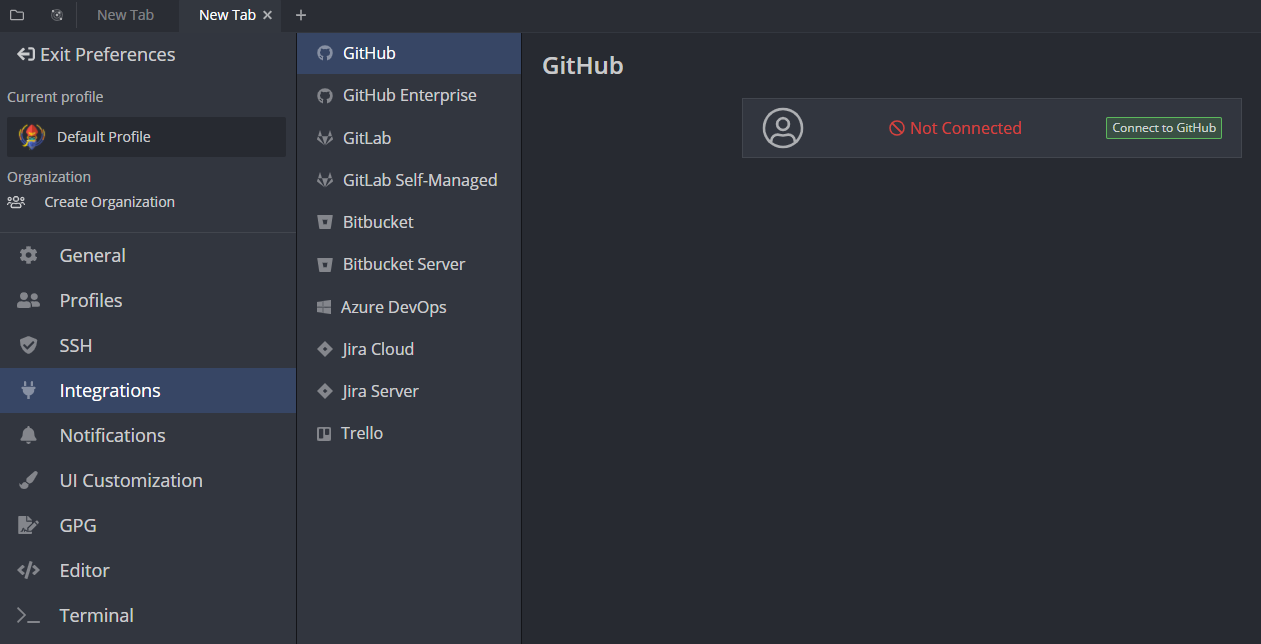 New Tab
New Tab
Exit Preferences
Current profile
Default Profile
Organization
Create Organization
General
Profiles
SSH
Integrations
Notifications
UI Customization
GPG
Editor
Terminal
GitHub
GitHub Enterprise
GitLab
GitLab Self-Managed
Bitbucket
Bitbucket Server
Azure DevOps
Jira Cloud
Jira Server
Trello
GitHub
Not Connected
Connect to GitHub